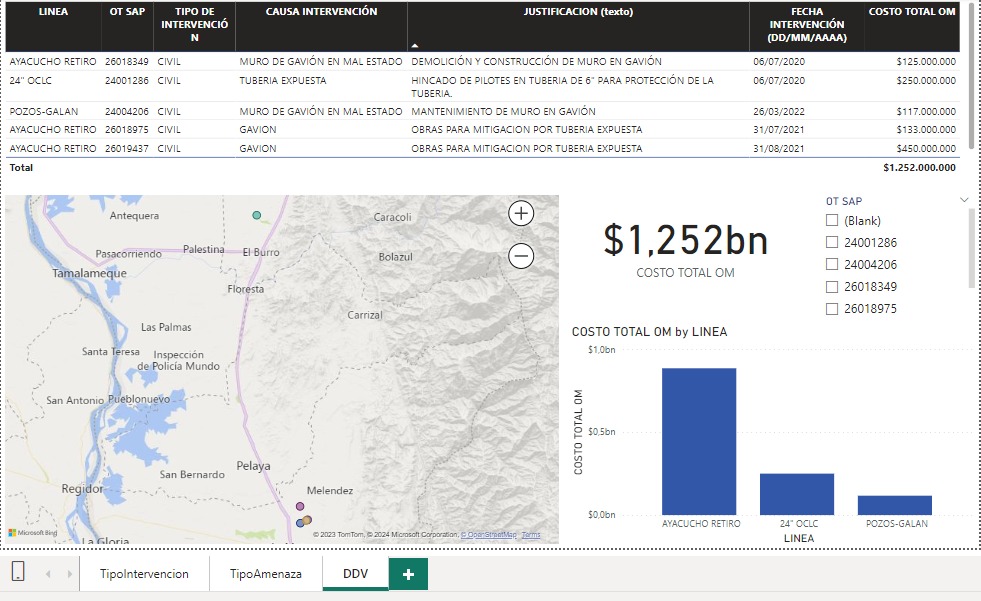 LINEA OT SAP TIPO DE INTERVENCIÓ N CAUSA INTERVENCIÓN JUSTIFICACION (texto) FECHA INTERVENCIÓN (DD/MM/AAAA) COSTO TOTAL OM
AYACUCHO RETIRO 26018349 CIVIL MURO DE GAVIÓN EN MAL ESTADO DEMOLICIÓN Y CONSTRUCCIÓN DE MURO EN GAVIÓN 06/07/2020 $125.000.000
24" OCLC 24001286 CIVIL TUBERIA EXPUESTA HINCADO DE PILOTES EN TUBERIA DE 6" PARA PROTECCIÓN DE LA 06/07/2020 $250.000.000
TUBERIA.
POZOS-GALAN 24004206 CIVIL MURO DE GAVIÓN EN MAL ESTADO MANTENIMIENTO DE MURO EN GAVIÓN 26/03/2022 $117.000.000
AYACUCHO RETIRO 26018975 CIVIL GAVION OBRAS PARA MITIGACION POR TUBERIA EXPUESTA 31/07/2021 $133.000.000
AYACUCHO RETIRO 26019437 CIVIL GAVION OBRAS PARA MITIGACION POR TUBERIA EXPUESTA 31/08/2021 $450.000.000
Total $1.252.000.000
Antequera
Caracoli
Pasacorriendo
Palestina
El Burro
Bolazul
Tamalameque
Floresta
Carrizal
Las Palmas
Santa Teresa
Inspección
de Policía Mundo
San Antonio
Pueblonuevo
Pelaya
San Bernardo
Regidor
Melendez
La Gloria
Microsoft Bing
© 2023 TomTom, © 2024 Microsoft Corporation, © OpenStreetMap Terms
$1,252bn
COSTO TOTAL OM
OT SAP
(Blank)
24001286
24004206
26018349
26018975
COSTO TOTAL OM by LINEA
COSTO TOTAL OM
$1,0bn
$0,5bn
$0,0bn
AYACUCHO RETIRO 24" OCLC POZOS-GALAN
LINEA
TipoIntervencion TipoAmenaza DDV +